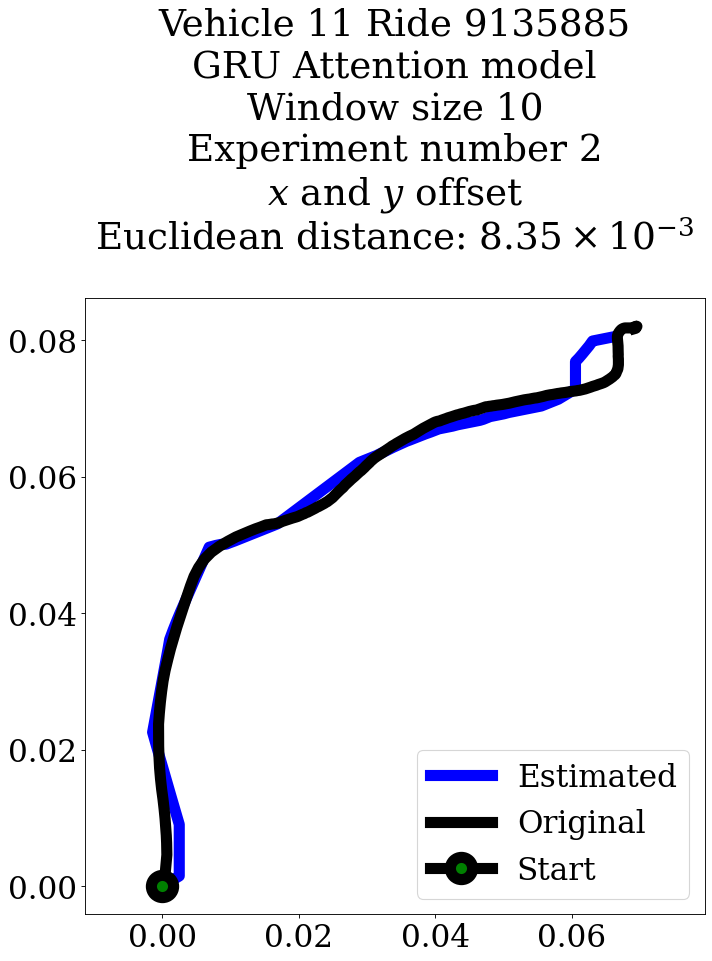 Vehicle 11 Ride 9135885
GRU Attention model
Window size 10
Experiment number 2
x and y offset
Euclidean distance: 8.35 × 10⁻³
0.08
0.06
0.04
0.02
0.00
Estimated
Original
Start
0.00 0.02 0.04 0.06